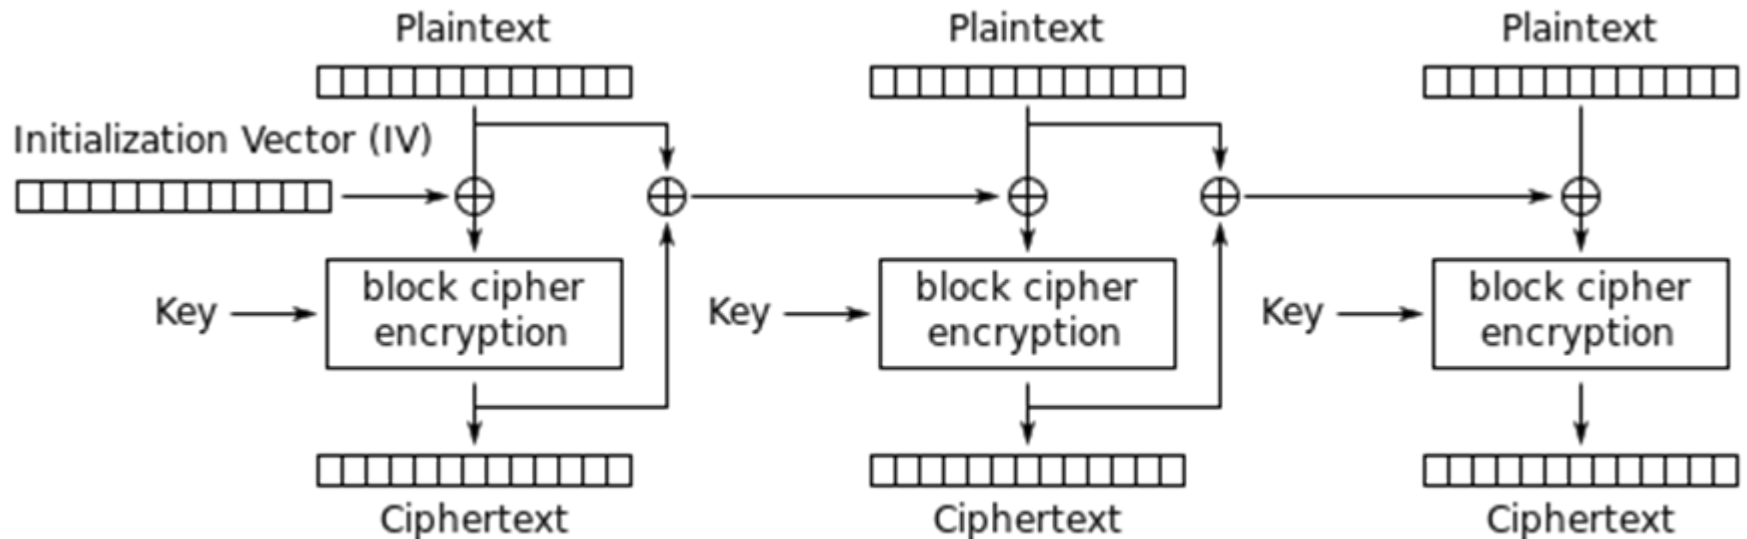 Plaintext
Plaintext
Plaintext
Initialization Vector (IV)
Key
block cipher
encryption
Key
block cipher
encryption
Key
block cipher
encryption
Ciphertext
Ciphertext
Ciphertext